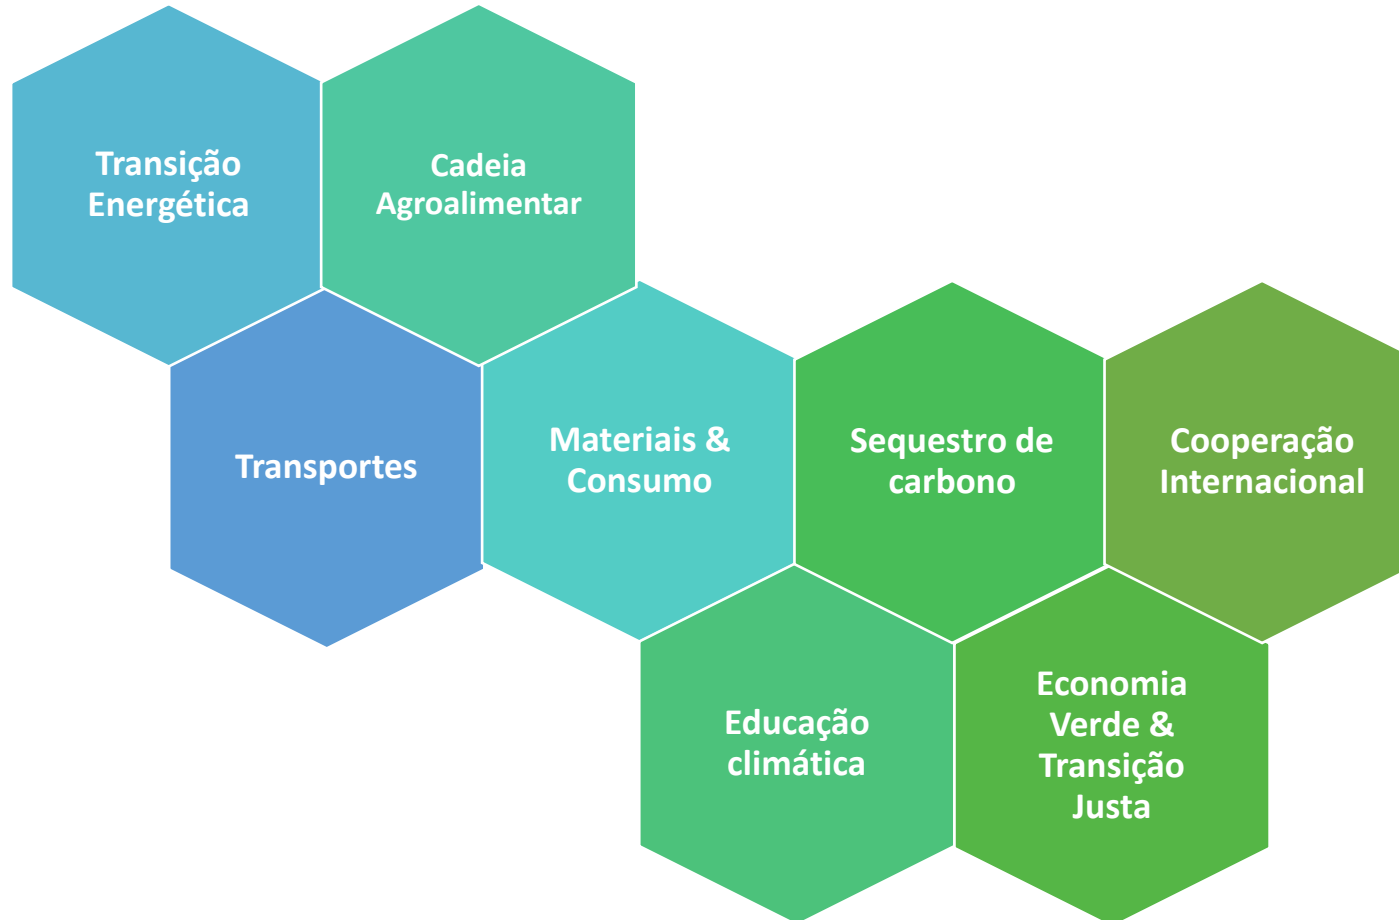 Transição
Energética
Cadeia
Agroalimentar
Transportes
Materiais &
Consumo
Sequestro de
carbono
Cooperação
Internacional
Educação
climática
Economia
Verde &
Transição
Justa